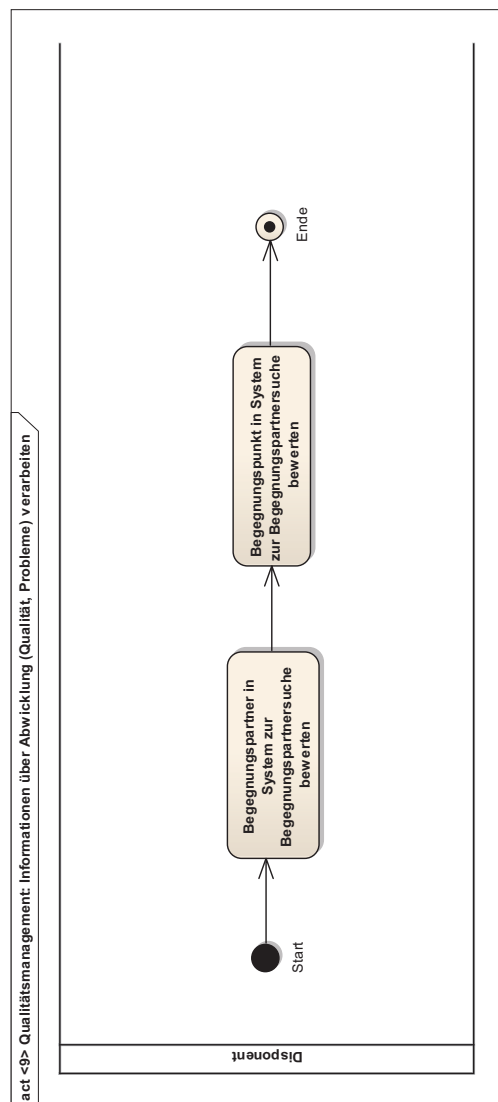 act <9> Qualitätsmanagement: Informationen über Abwicklung (Qualität, Probleme) verarbeiten
Disponent
Start
Begegnungspartner in
System zur
Begegnungspartnersuche
bewerten
Begegnungspunkt in System
zur Begegnungspartnersuche
bewerten
Ende